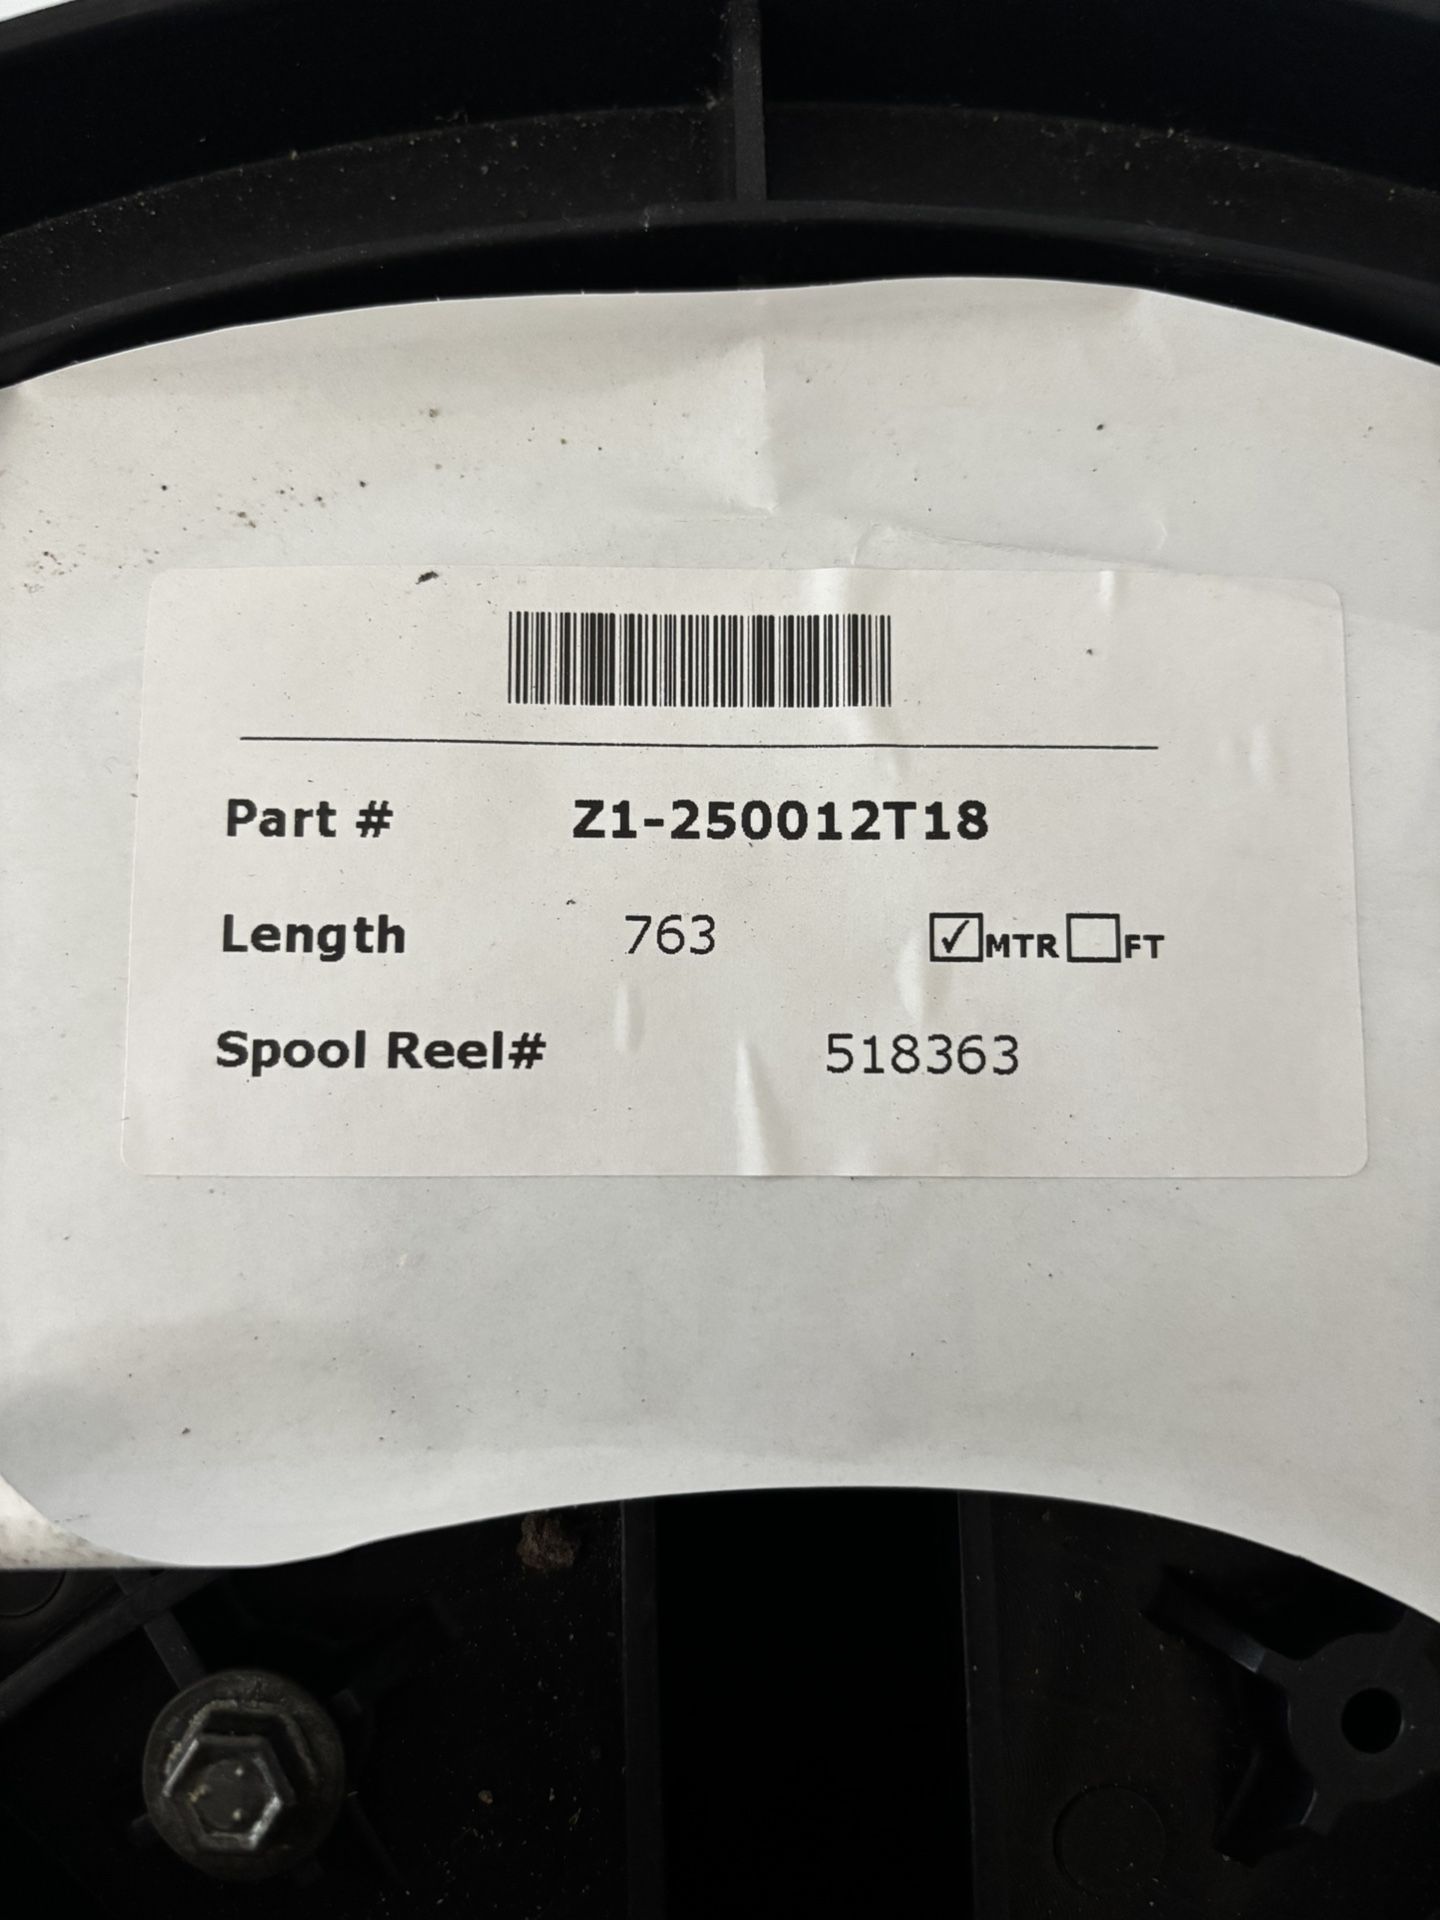 Part # Z1-250012T18
Length 763 ☑MTR ☐FT
Spool Reel# 518363